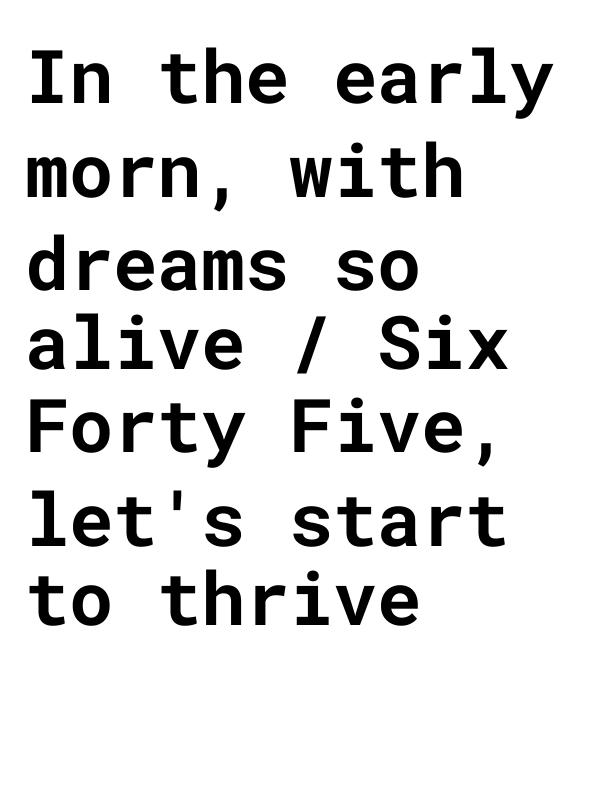 In the early
morn, with
dreams so
alive / Six
Forty Five,
let's start
to thrive